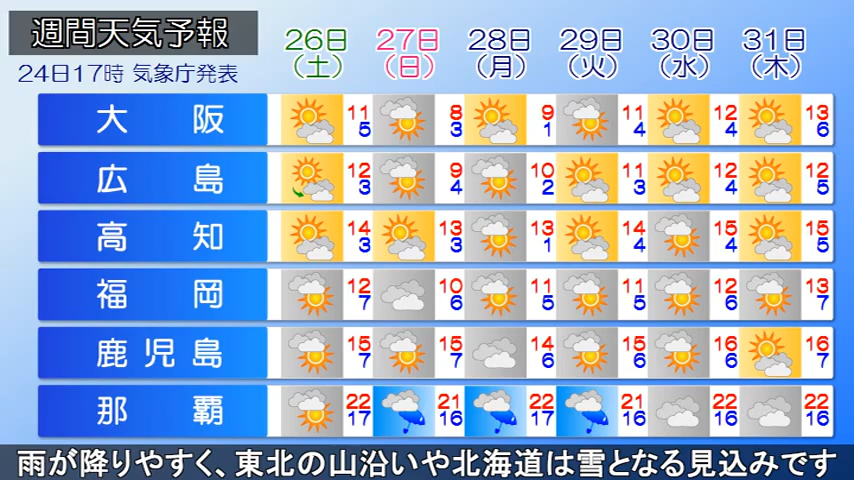 週間天気予報
24日17時 気象庁発表
26日 27日 28日 29日 30日 31日
(土) (日) (月) (火) (水) (木)
大阪 11 5 8 3 9 1 11 4 12 4 13 6
広島 12 3 9 4 10 2 11 3 12 4 12 5
高知 14 3 13 3 13 1 14 4 15 4 15 5
福岡 12 7 10 6 11 5 11 5 12 6 13 7
鹿児島 15 7 15 7 14 6 15 6 16 6 16 7
那覇 22 17 21 16 22 17 21 16 22 16 22 16
雨が降りやすく、東北の山沿いや北海道は雪となる見込みです